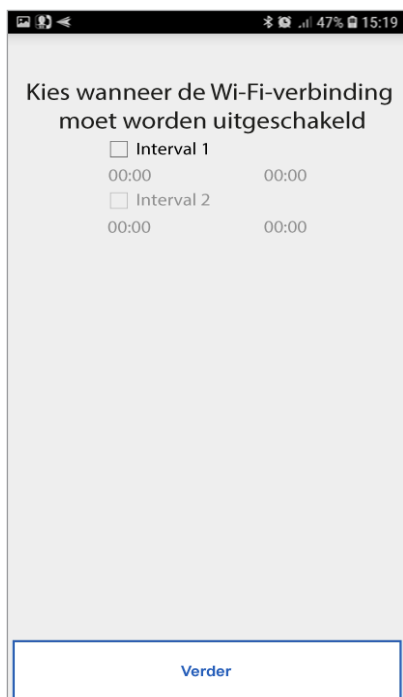 47% 15:19
Kies wanneer de Wi-Fi-verbinding
moet worden uitgeschakeld
Interval 1
00:00 00:00
Interval 2
00:00 00:00
Verder